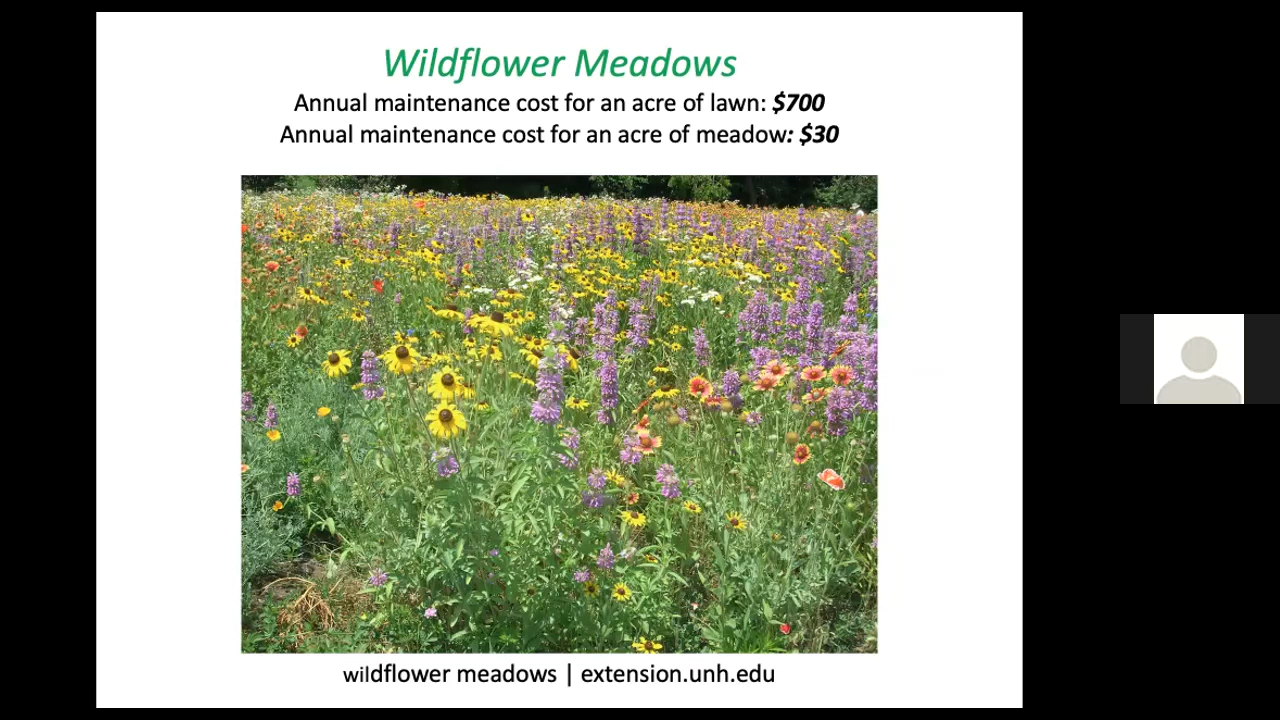 Wildflower Meadows
Annual maintenance cost for an acre of lawn: $700
Annual maintenance cost for an acre of meadow: $30
wildflower meadows | extension.unh.edu